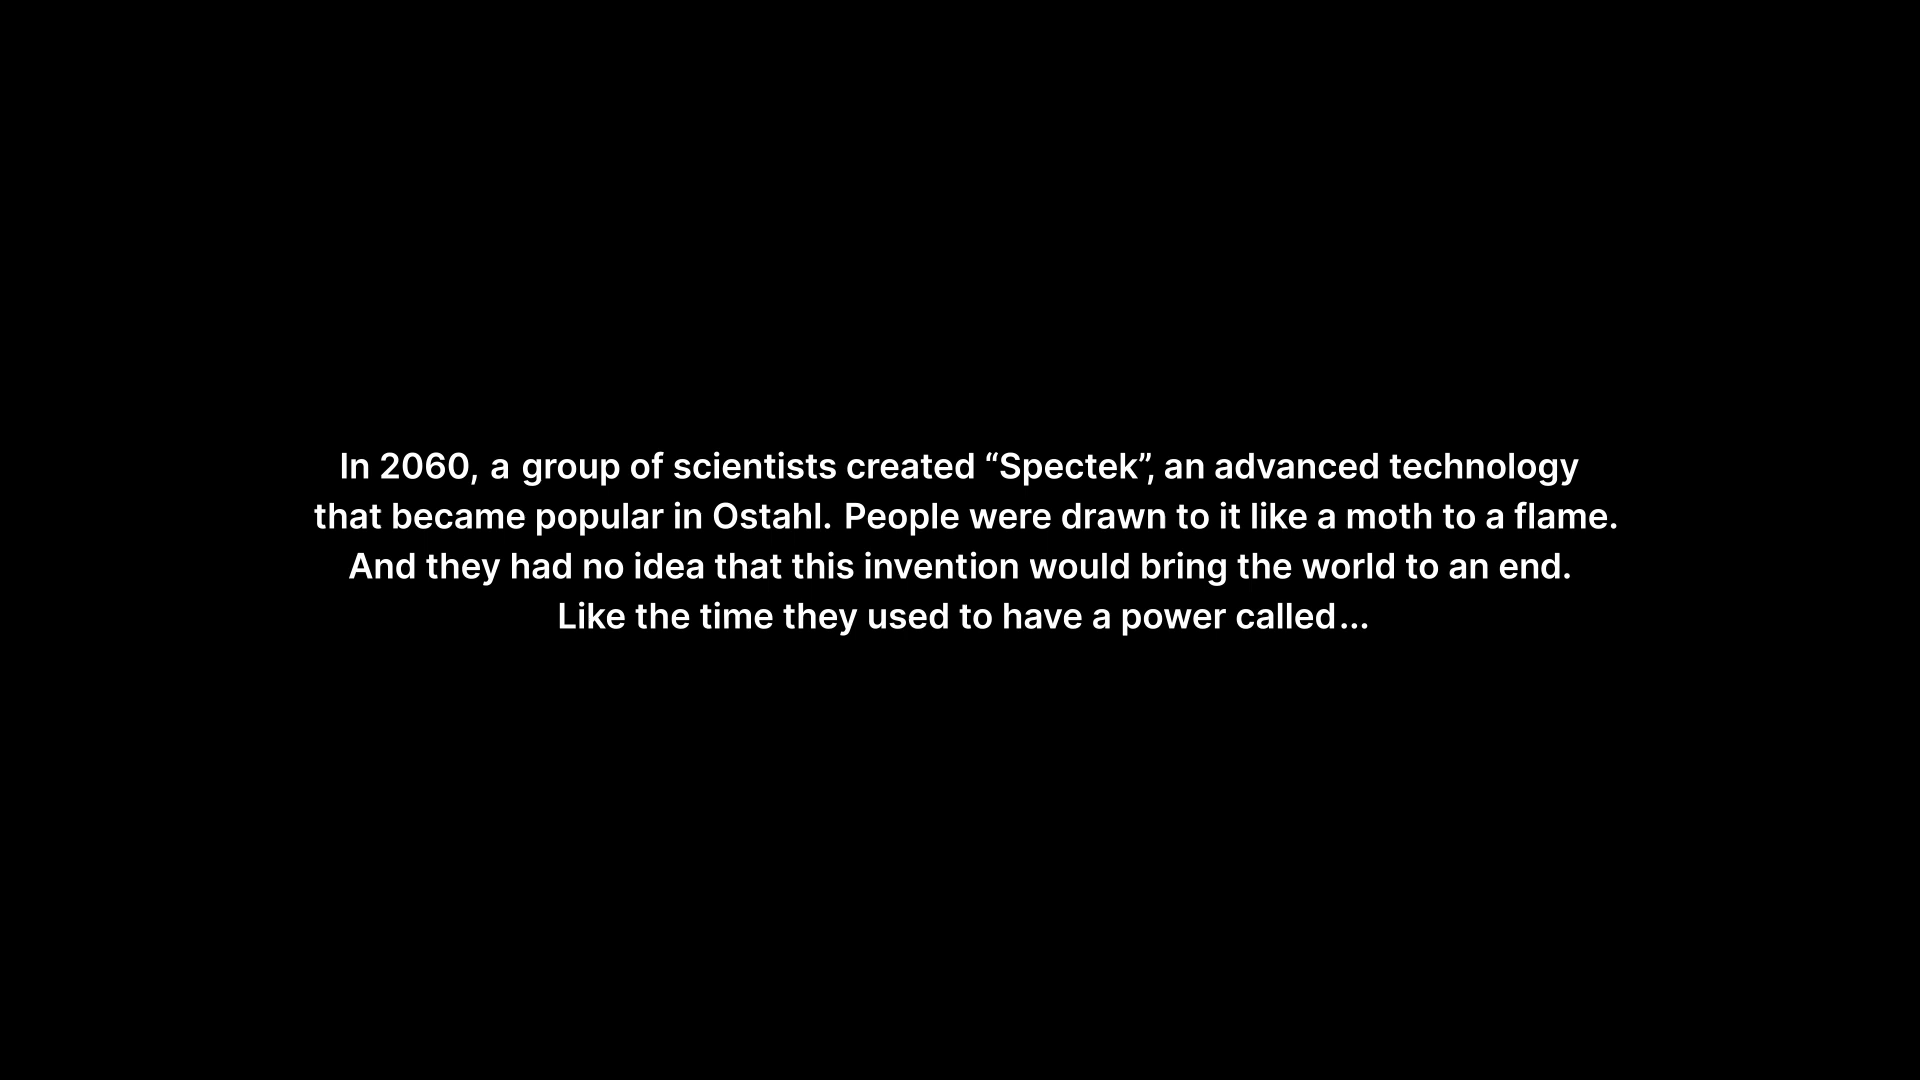 In 2060, a group of scientists created “Spectek”, an advanced technology
that became popular in Ostahl. People were drawn to it like a moth to a flame.
And they had no idea that this invention would bring the world to an end.
Like the time they used to have a power called...